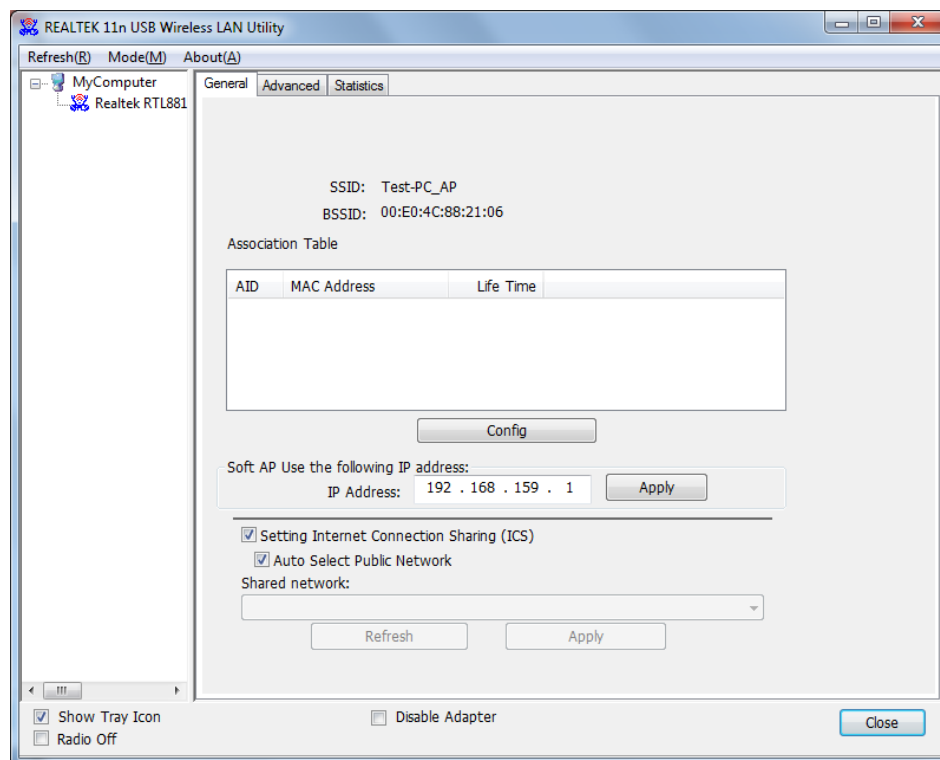 REALTEK 11n USB Wireless LAN Utility
Refresh(R) Mode(M) About(A)
MyComputer
Realtek RTL881
General Advanced Statistics
SSID: Test-PC_AP
BSSID: 00:E0:4C:88:21:06
Association Table
AID MAC Address Life Time
Config
Soft AP Use the following IP address:
IP Address: 192 . 168 . 159 . 1 Apply
Setting Internet Connection Sharing (ICS)
Auto Select Public Network
Shared network:
Refresh Apply
Show Tray Icon Disable Adapter Close
Radio Off